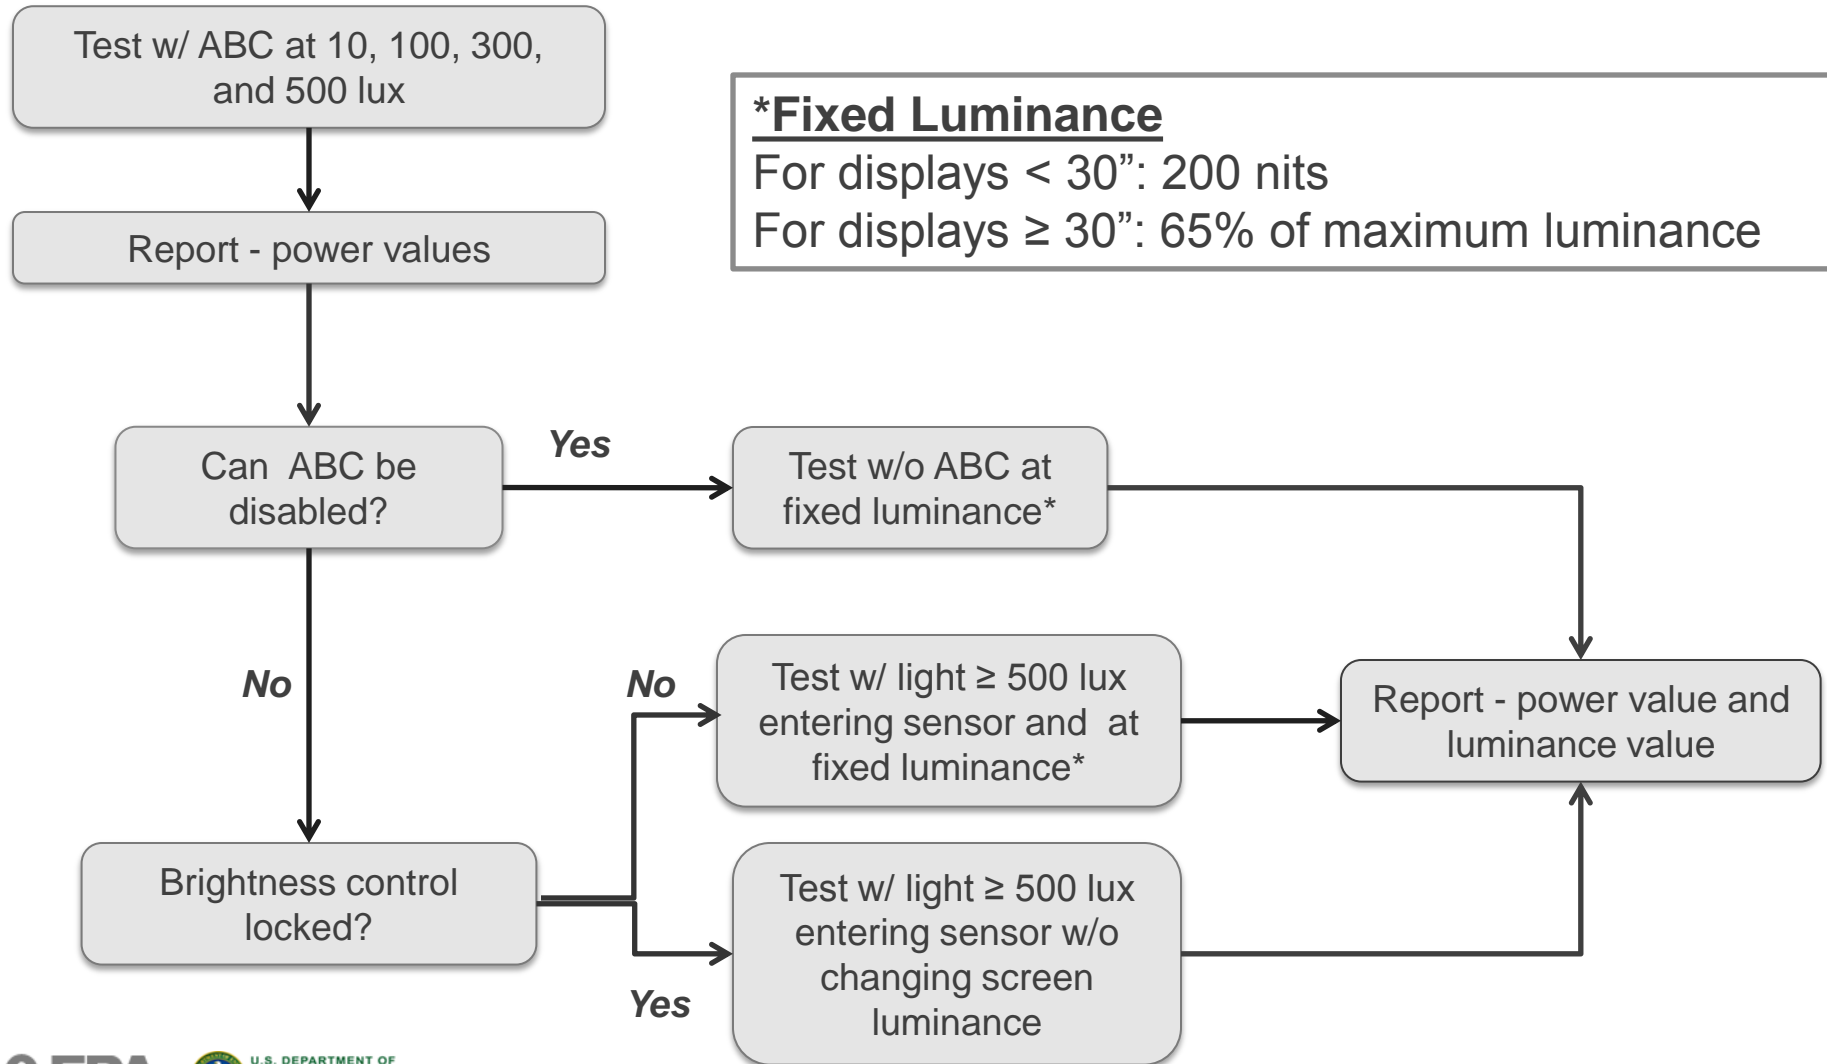 Test w/ ABC at 10, 100, 300,
and 500 lux
*Fixed Luminance
For displays < 30”: 200 nits
For displays ≥ 30”: 65% of maximum luminance
Report - power values
Can ABC be
disabled?
Yes
Test w/o ABC at
fixed luminance*
No
No
Test w/ light ≥ 500 lux
entering sensor and at
fixed luminance*
Report - power value and
luminance value
Brightness control
locked?
Yes
Test w/ light ≥ 500 lux
entering sensor w/o
changing screen
luminance
U.S. DEPARTMENT OF